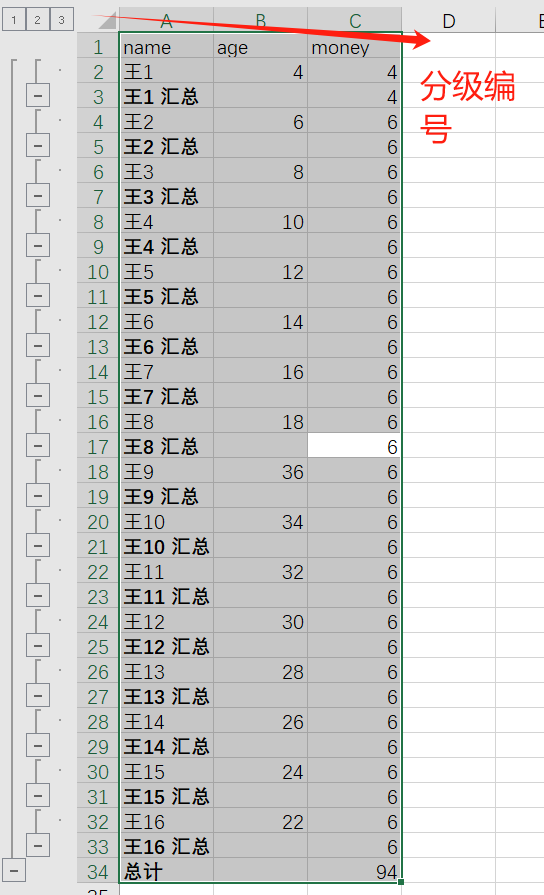 1 2 3 A B C D
1 name age money
2 王1 4 4
3 王1 汇总 4
4 王2 6 6
5 王2 汇总 6
6 王3 8 6
7 王3 汇总 6
8 王4 10 6
9 王4 汇总 6
10 王5 12 6
11 王5 汇总 6
12 王6 14 6
13 王6 汇总 6
14 王7 16 6
15 王7 汇总 6
16 王8 18 6
17 王8 汇总 6
18 王9 36 6
19 王9 汇总 6
20 王10 34 6
21 王10 汇总 6
22 王11 32 6
23 王11 汇总 6
24 王12 30 6
25 王12 汇总 6
26 王13 28 6
27 王13 汇总 6
28 王14 26 6
29 王14 汇总 6
30 王15 24 6
31 王15 汇总 6
32 王16 22 6
33 王16 汇总 6
34 总计 94
分级编
号